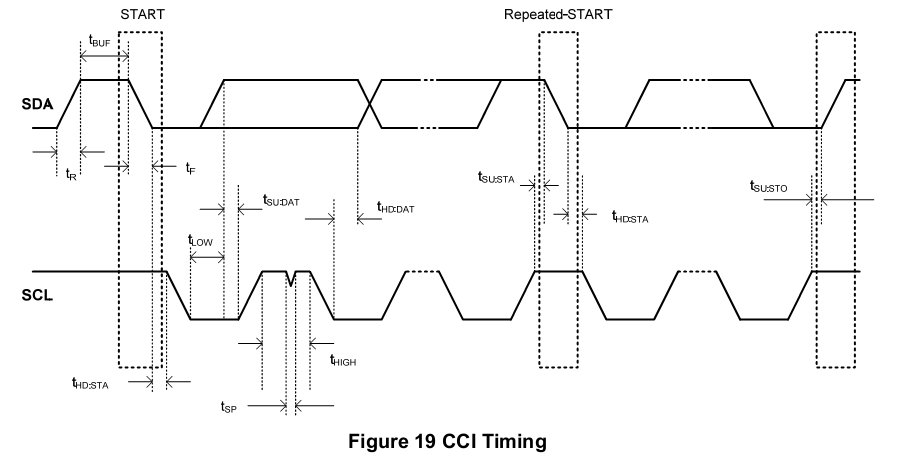 START
Repeated-START
tBUF
SDA
tR
tF
tSU:STA
tSU:STO
tSU:DAT
tHD:DAT
tHD:STA
tLOW
SCL
tHIGH
tHD:STA
tSP
Figure 19 CCI Timing